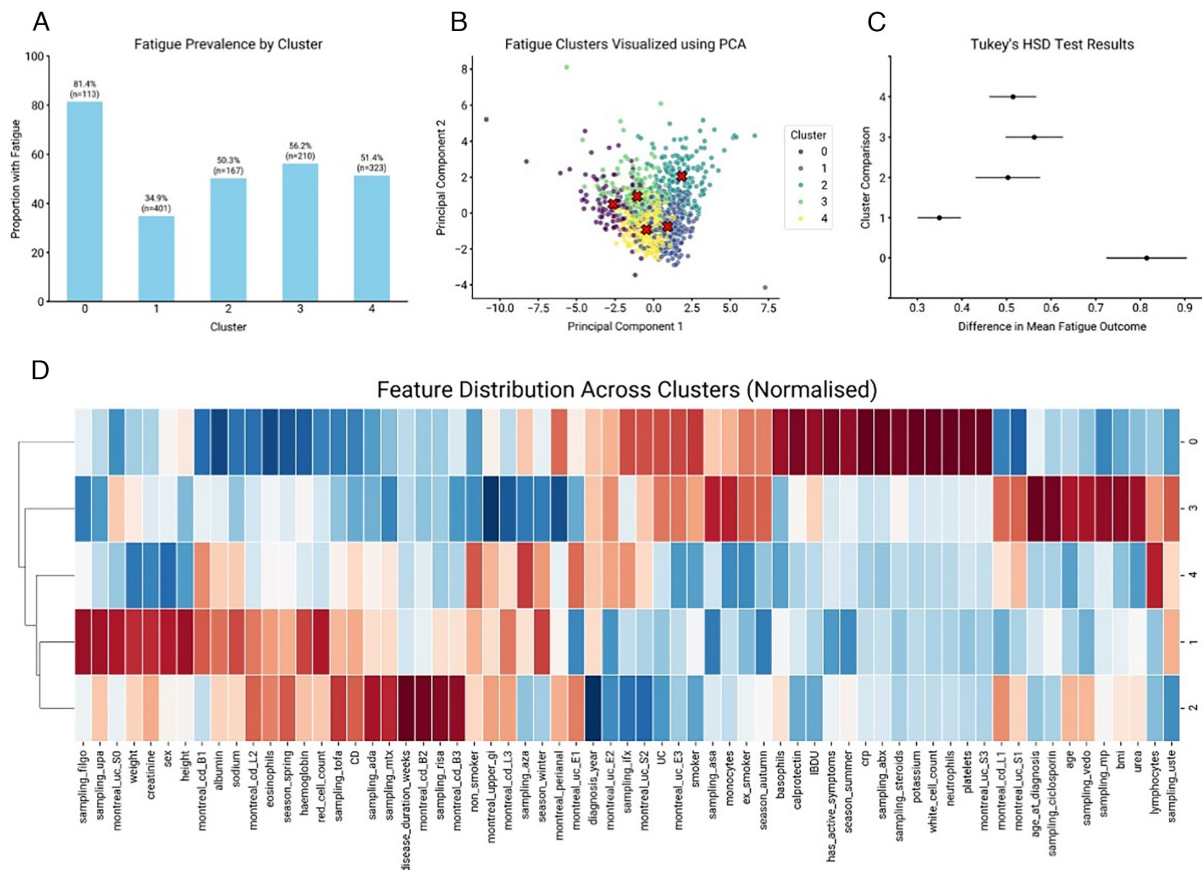 A
Fatigue Prevalence by Cluster
Proportion with Fatigue
100
80
60
40
20
0
81.4%
(n=113)
34.9%
(n=401)
50.3%
(n=167)
56.2%
(n=210)
51.4%
(n=323)
0 1 2 3 4
Cluster
B
Fatigue Clusters Visualized using PCA
Principal Component 2
8
6
4
2
0
−2
−4
−10.0 −7.5 −5.0 −2.5 0.0 2.5 5.0 7.5
Principal Component 1
Cluster
0
1
2
3
4
C
Tukey's HSD Test Results
Cluster Comparison
4
3
2
1
0
0.3 0.4 0.5 0.6 0.7 0.8 0.9
Difference in Mean Fatigue Outcome
D
Feature Distribution Across Clusters (Normalised)
0
3
4
1
2
sampling_filgo
sampling_upa
montreal_uc_S0
weight
creatinine
sex
height
montreal_cd_B1
albumin
sodium
montreal_cd_L2
eosinophils
season_spring
haemoglobin
red_cell_count
sampling_tofa
CD
sampling_ada
sampling_mtx
disease_duration_weeks
montreal_cd_B2
sampling_risa
montreal_cd_B3
non_smoker
montreal_upper_gi
montreal_cd_L3
sampling_aza
season_winter
montreal_perianal
montreal_uc_E1
diagnosis_year
montreal_uc_E2
sampling_ifx
montreal_uc_S2
UC
montreal_uc_E3
smoker
sampling_asa
monocytes
ex_smoker
season_autumn
basophils
calprotectin
IBDU
has_active_symptoms
season_summer
crp
sampling_abx
sampling_steroids
potassium
white_cell_count
neutrophils
platelets
montreal_uc_S3
montreal_cd_L1
montreal_uc_S1
age_at_diagnosis
sampling_ciclosporin
age
sampling_vedo
sampling_mp
bmi
urea
lymphocytes
sampling_uste